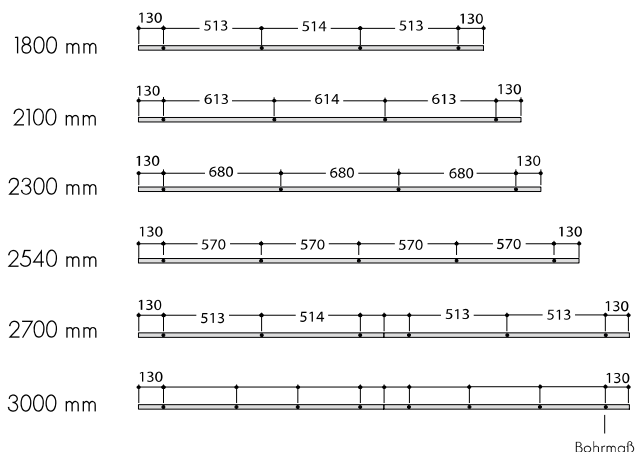 130 513 514 513 130
1800 mm
130 613 614 613 130
2100 mm
130 680 680 680 130
2300 mm
130 570 570 570 570 130
2540 mm
130 513 514 513 513 130
2700 mm
130 130
3000 mm
Bohrmaß